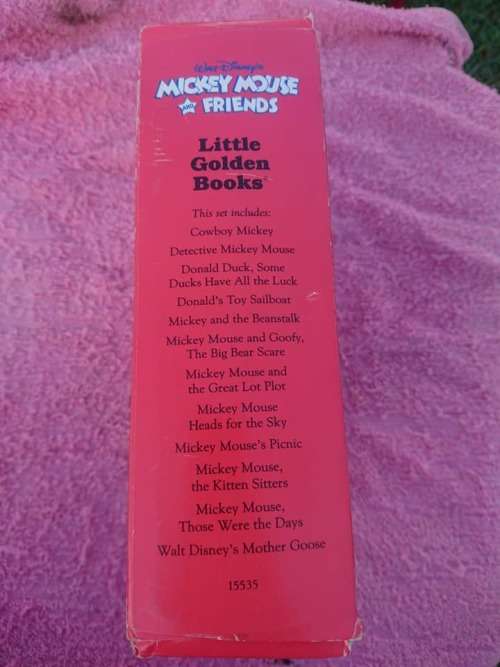 Walt Disney's
MICKEY MOUSE
AND FRIENDS
Little
Golden
Books
This set includes:
Cowboy Mickey
Detective Mickey Mouse
Donald Duck, Some
Ducks Have All the Luck
Donald's Toy Sailboat
Mickey and the Beanstalk
Mickey Mouse and Goofy,
The Big Bear Scare
Mickey Mouse and
the Great Lot Plot
Mickey Mouse
Heads for the Sky
Mickey Mouse's Picnic
Mickey Mouse,
the Kitten Sitters
Mickey Mouse,
Those Were the Days
Walt Disney's Mother Goose
15535